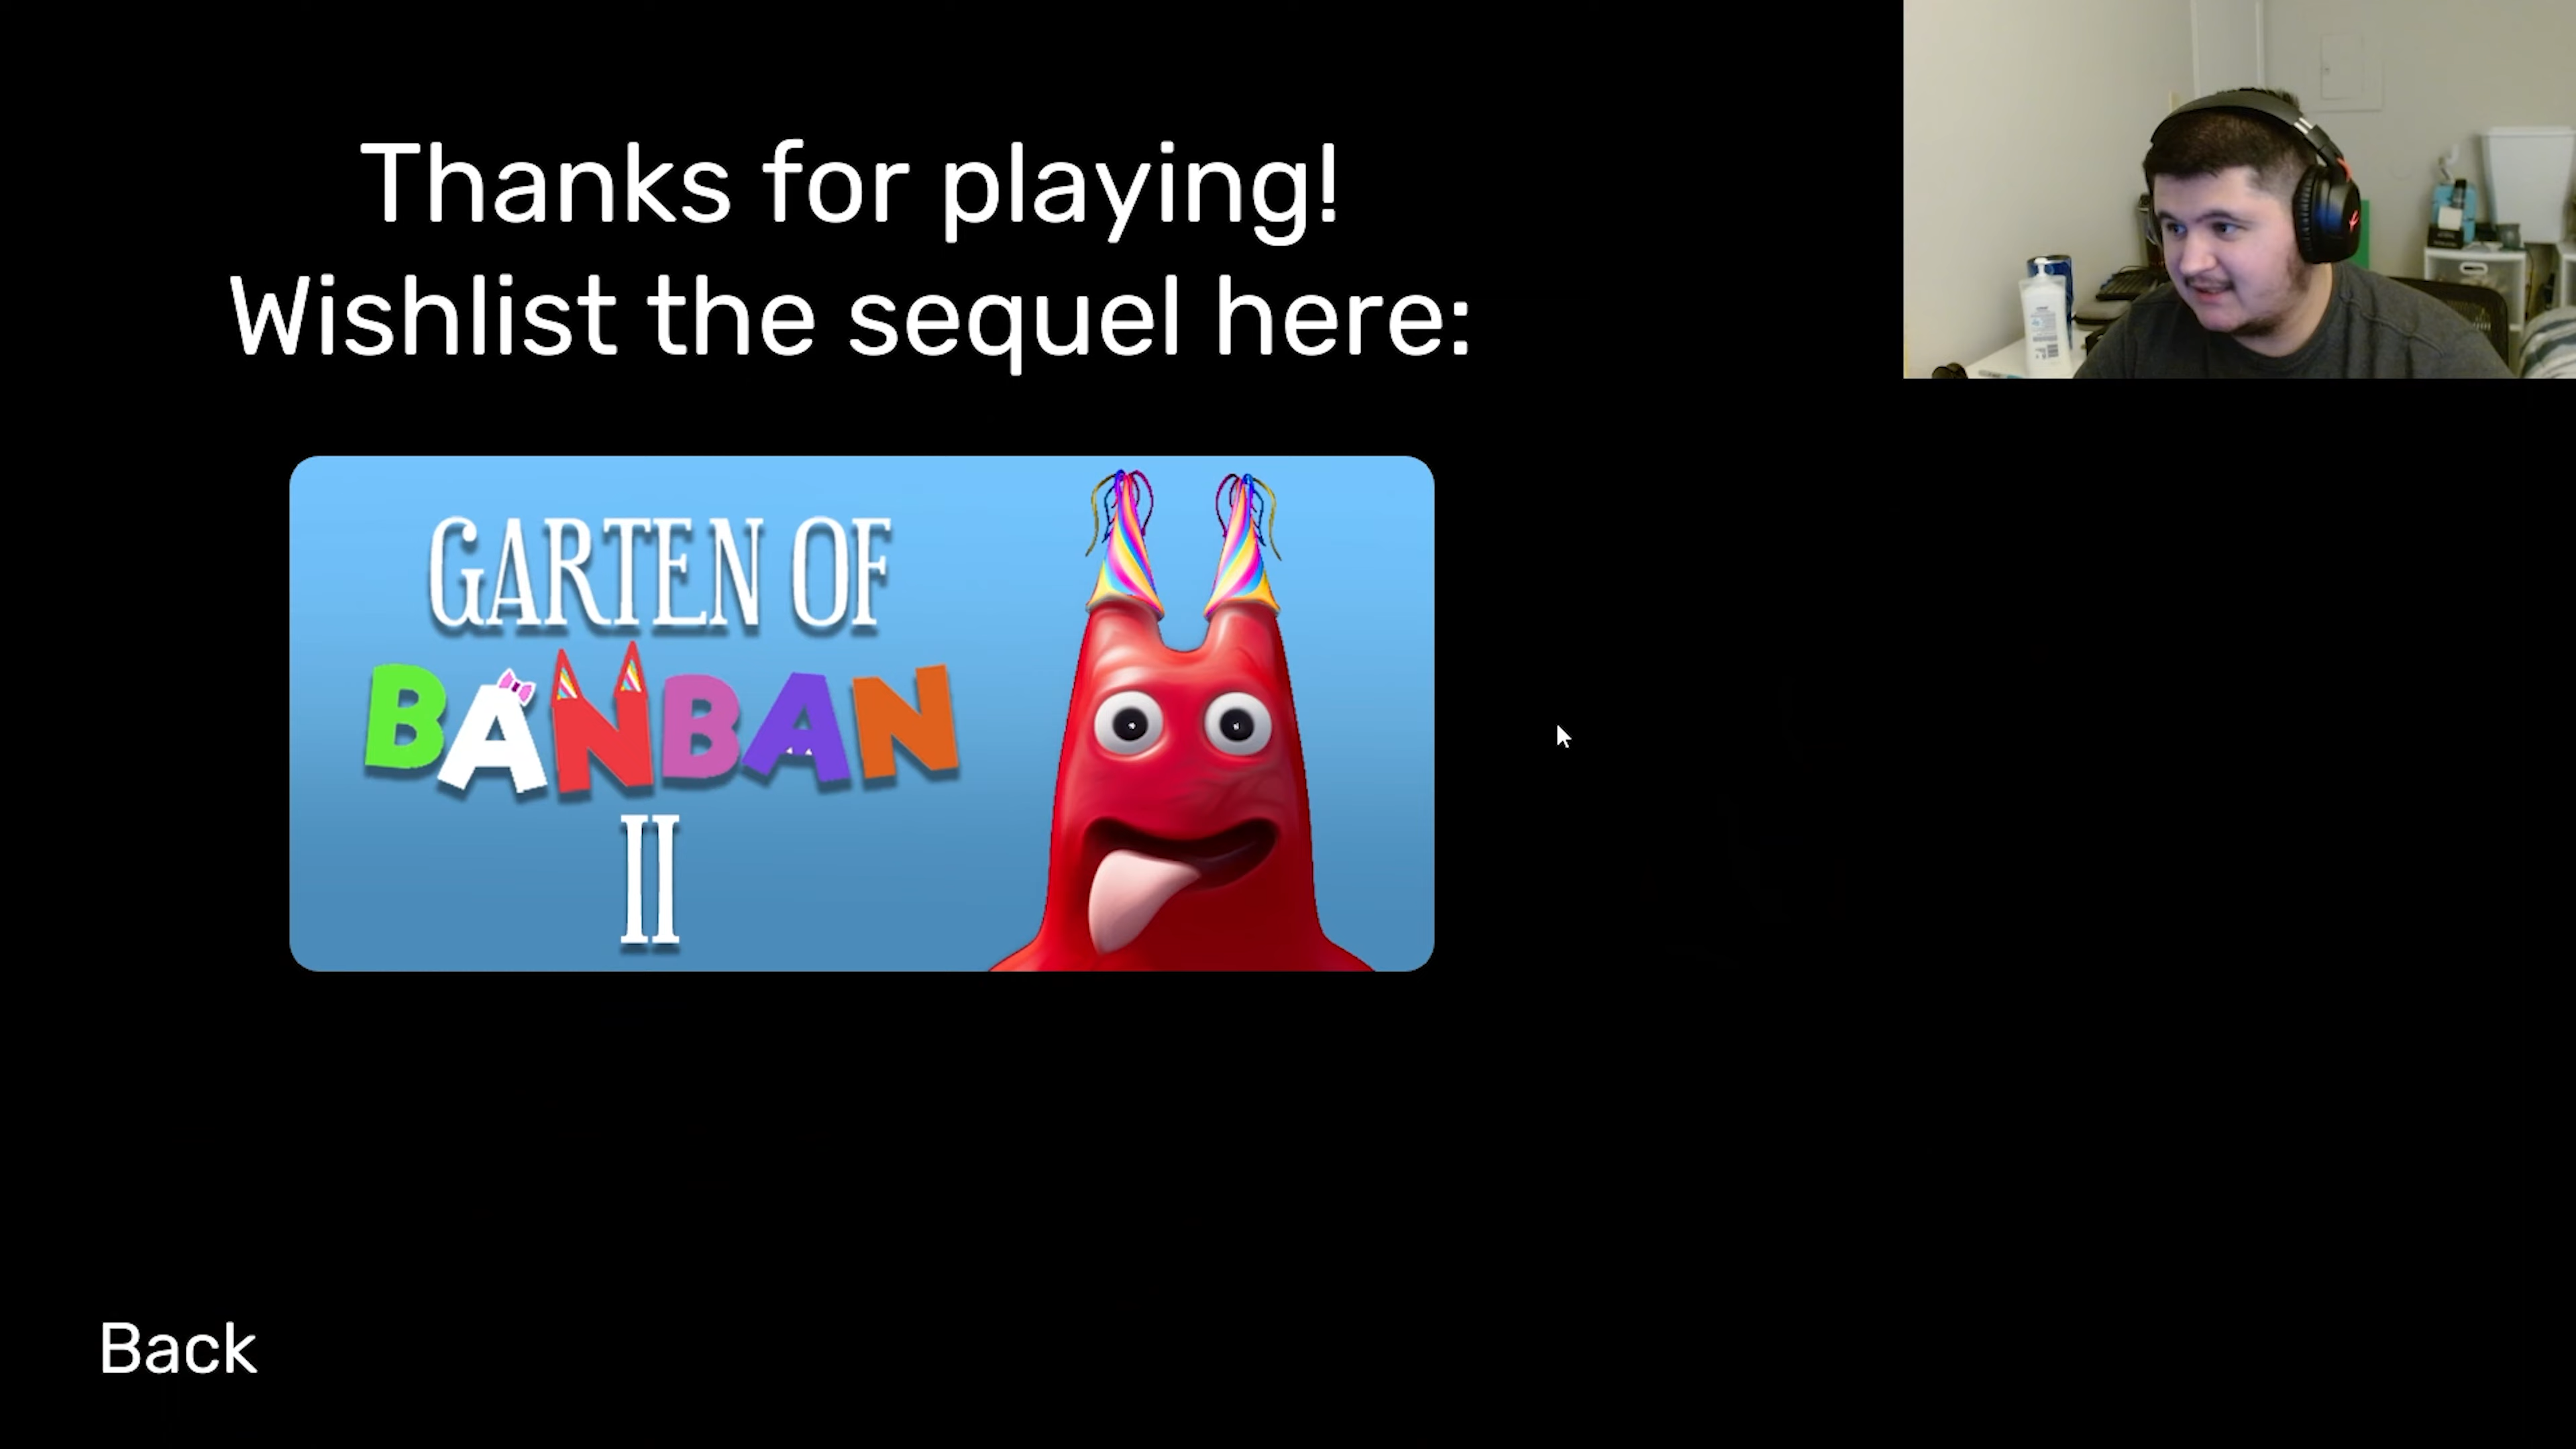 Thanks for playing!
Wishlist the sequel here:
GARTEN OF
BANBAN
II
Back